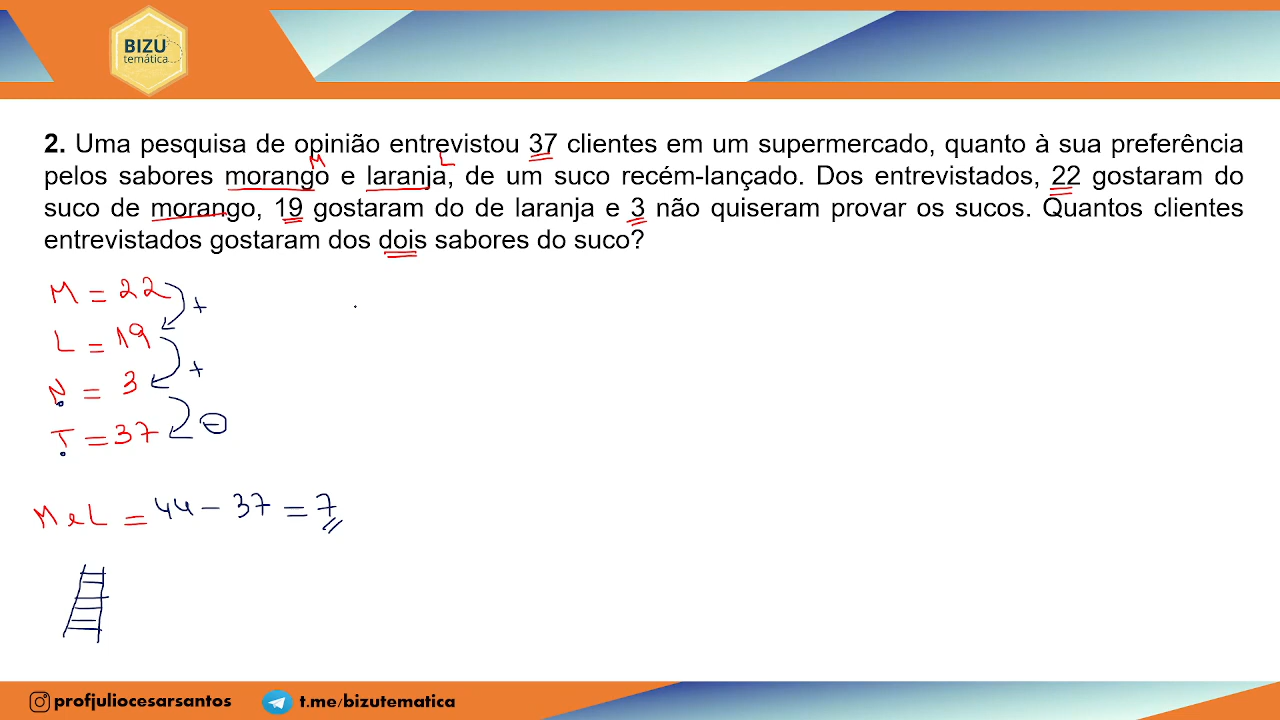 BIZU
temática
2. Uma pesquisa de opinião entrevistou 37 clientes em um supermercado, quanto à sua preferência
M L
pelos sabores morango e laranja, de um suco recém-lançado. Dos entrevistados, 22 gostaram do
suco de morango, 19 gostaram do de laranja e 3 não quiseram provar os sucos. Quantos clientes
entrevistados gostaram dos dois sabores do suco?
M = 22
+
L = 19
+
N = 3
-
T = 37
M e L = 44 - 37 = 7
profjuliocesarsantos
t.me/bizutematica